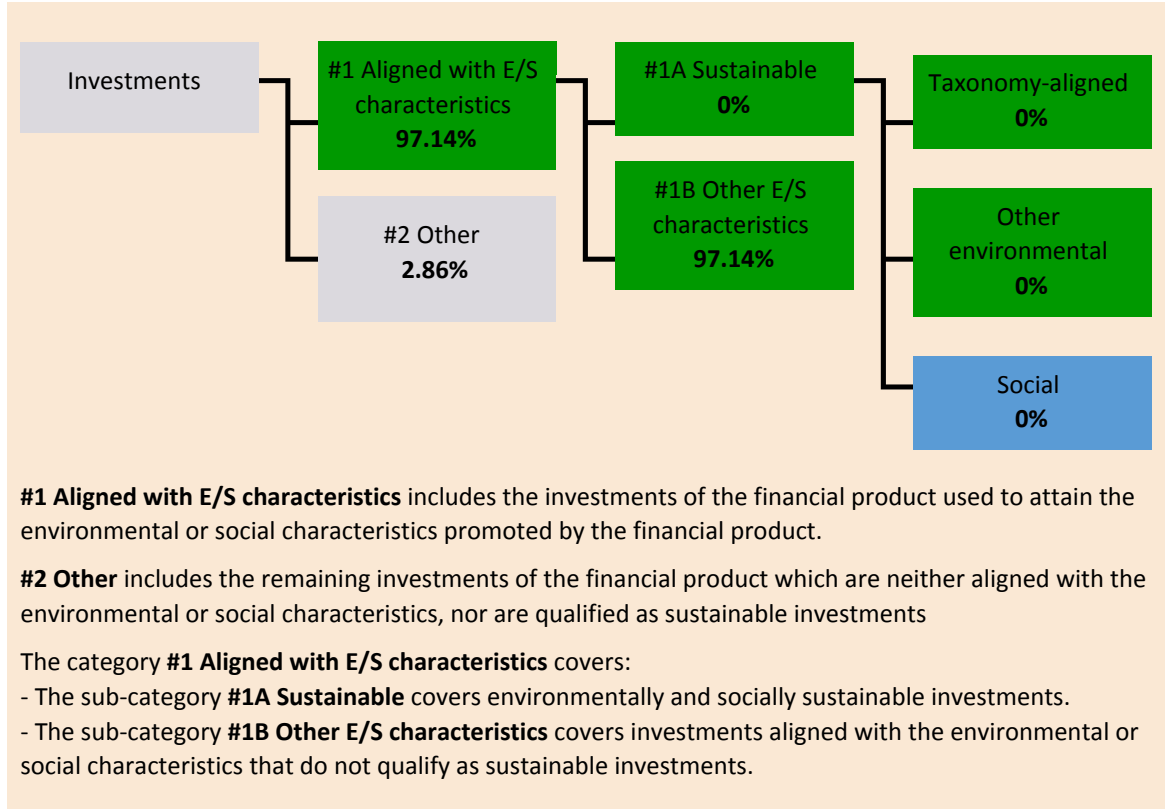 Investments
#1 Aligned with E/S
characteristics
97.14%
#2 Other
2.86%
#1A Sustainable
0%
#1B Other E/S
characteristics
97.14%
Taxonomy-aligned
0%
Other
environmental
0%
Social
0%
#1 Aligned with E/S characteristics includes the investments of the financial product used to attain the
environmental or social characteristics promoted by the financial product.
#2 Other includes the remaining investments of the financial product which are neither aligned with the
environmental or social characteristics, nor are qualified as sustainable investments
The category #1 Aligned with E/S characteristics covers:
- The sub-category #1A Sustainable covers environmentally and socially sustainable investments.
- The sub-category #1B Other E/S characteristics covers investments aligned with the environmental or
social characteristics that do not qualify as sustainable investments.